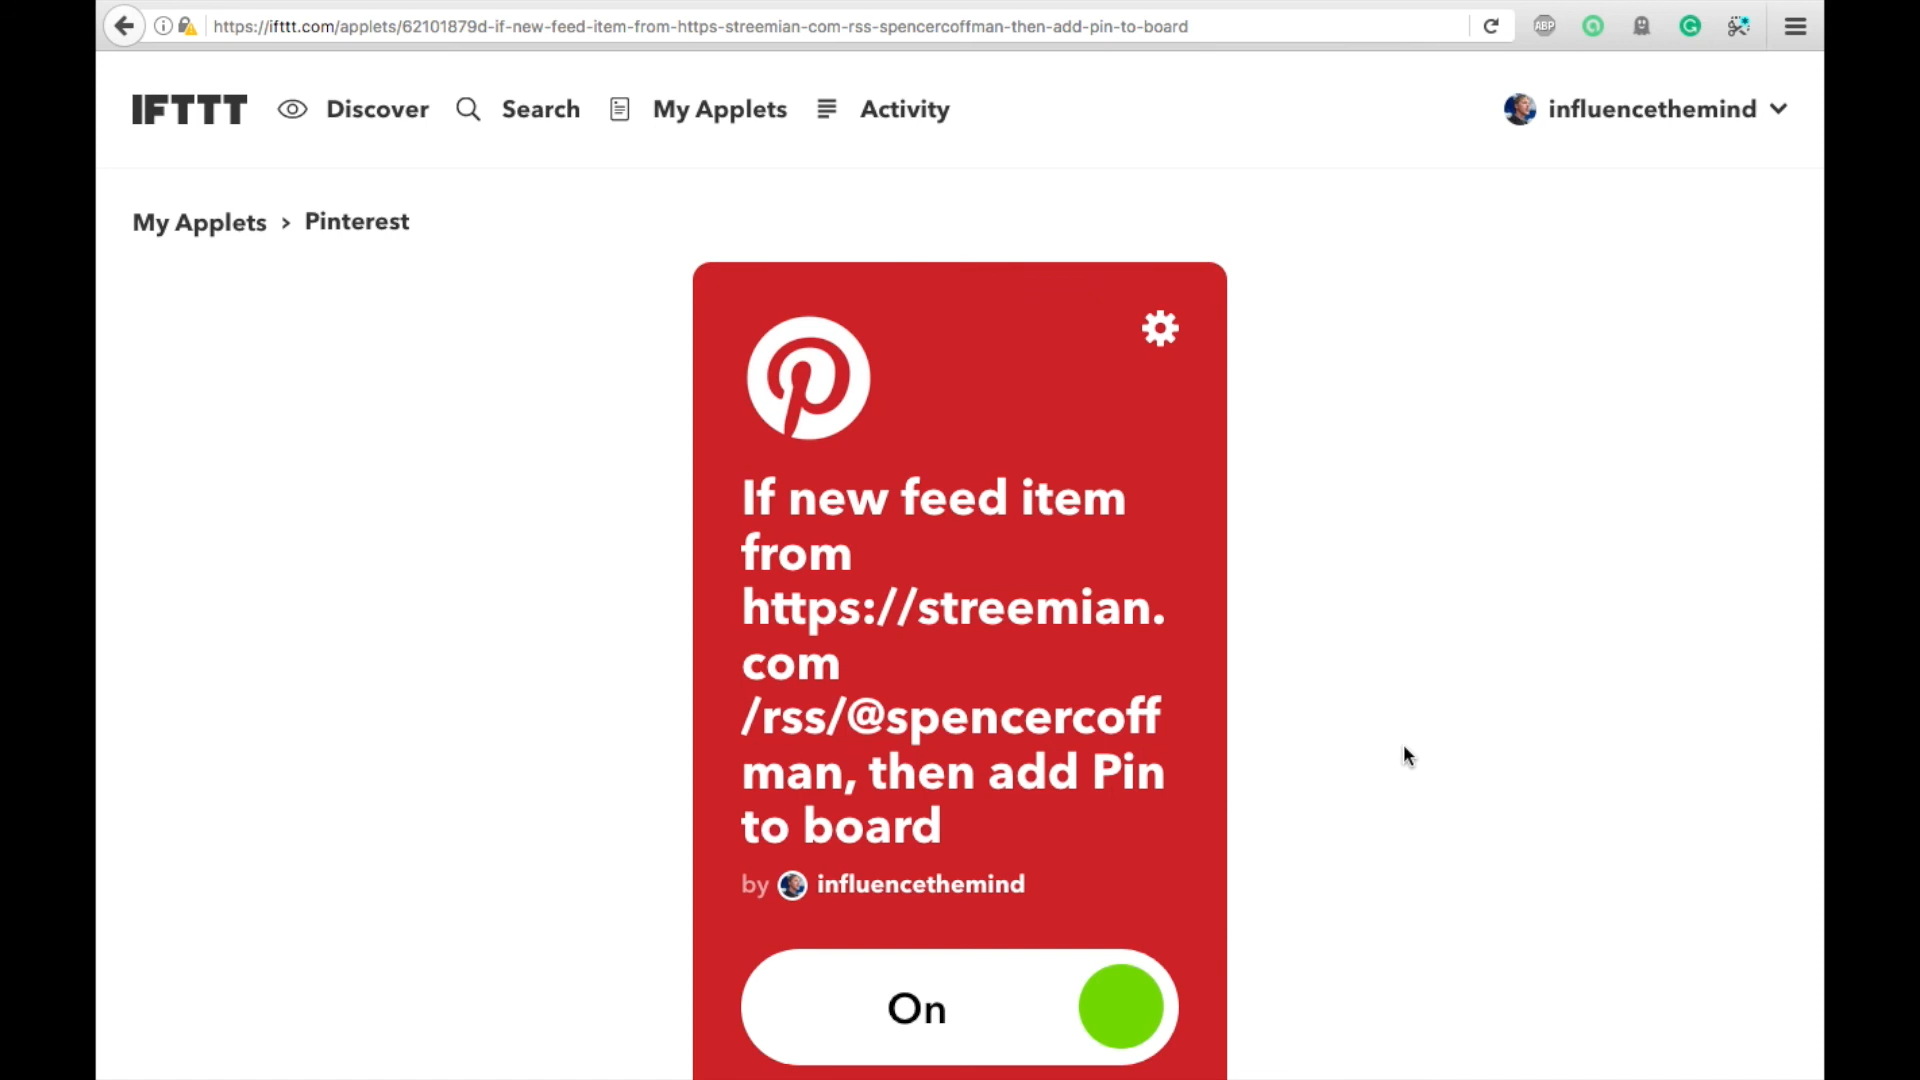 https://ifttt.com/applets/62101879d-if-new-feed-item-from-https-streemian-com-rss-spencercoffman-then-add-pin-to-board
ABP
IFTTT Discover Search My Applets Activity influencethemind
My Applets > Pinterest
If new feed item
from
https://streemian.
com
/rss/@spencercoff
man, then add Pin
to board
by influencethemind
On